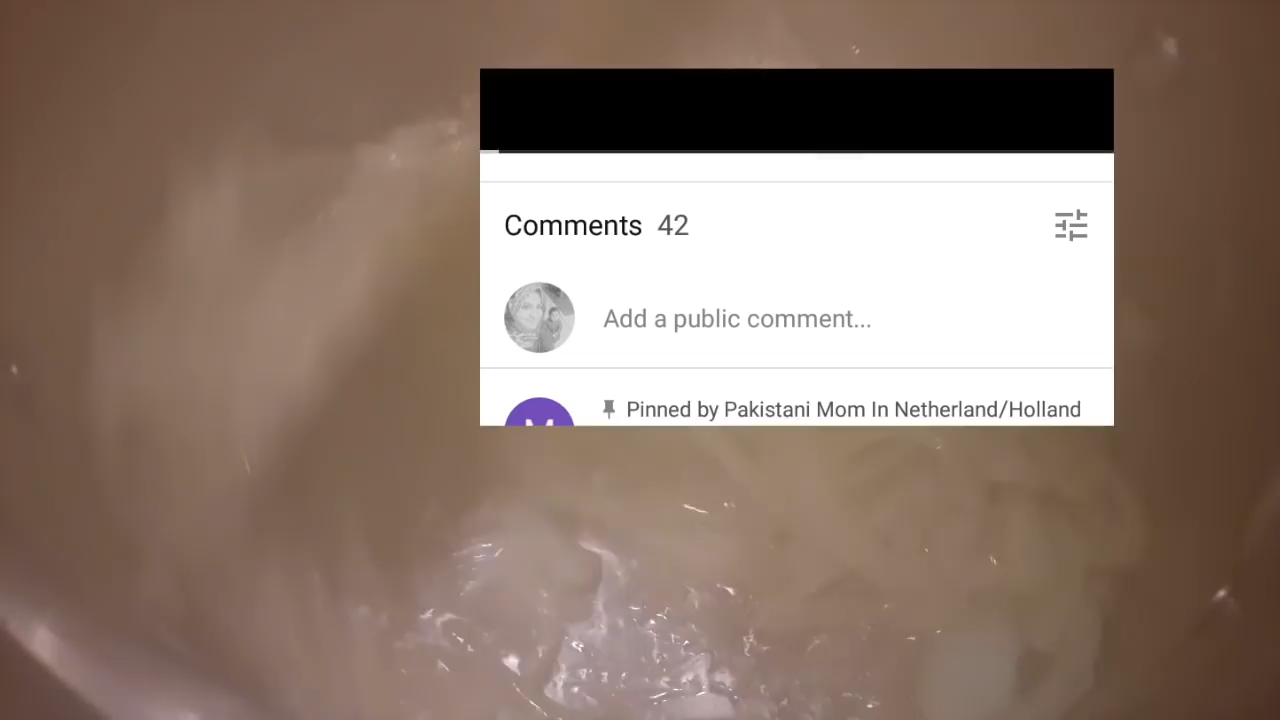 Comments 42
Add a public comment...
Pinned by Pakistani Mom In Netherland/Holland